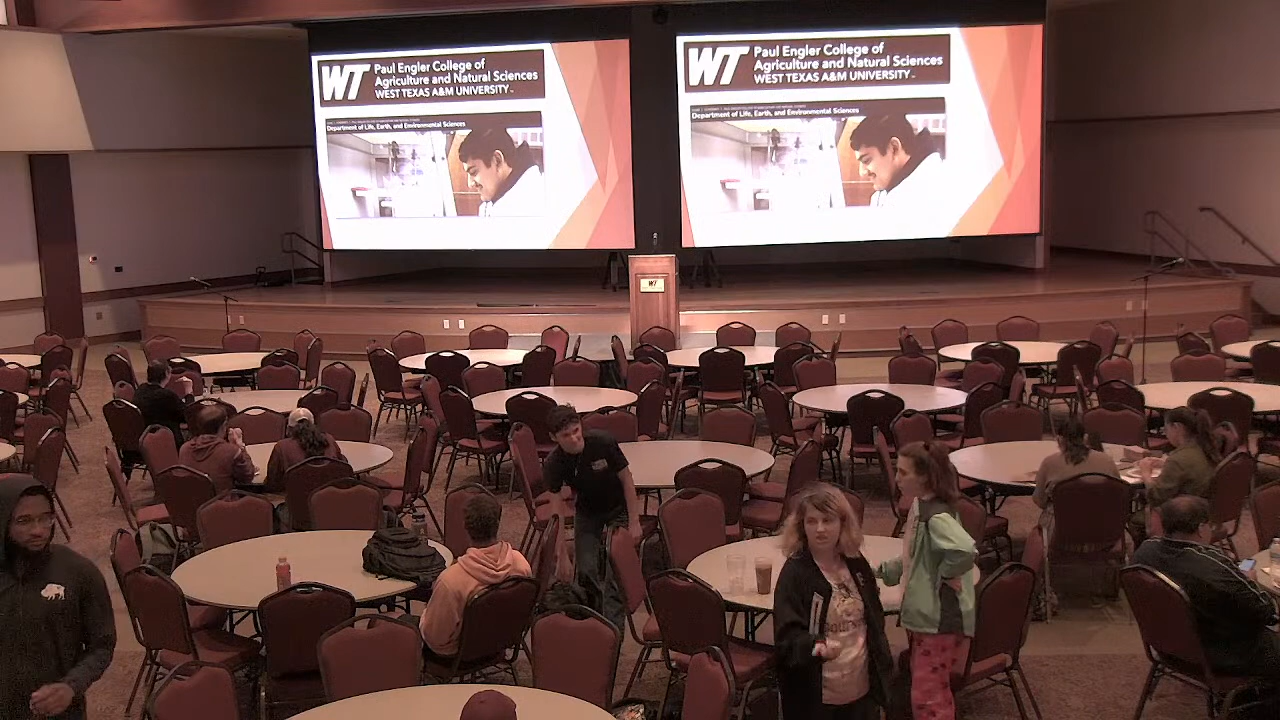 WT
Paul Engler College of
Agriculture and Natural Sciences
WEST TEXAS A&M UNIVERSITY
Department of Life, Earth, and Environmental Sciences
WT
Paul Engler College of
Agriculture and Natural Sciences
WEST TEXAS A&M UNIVERSITY
Department of Life, Earth, and Environmental Sciences
WT